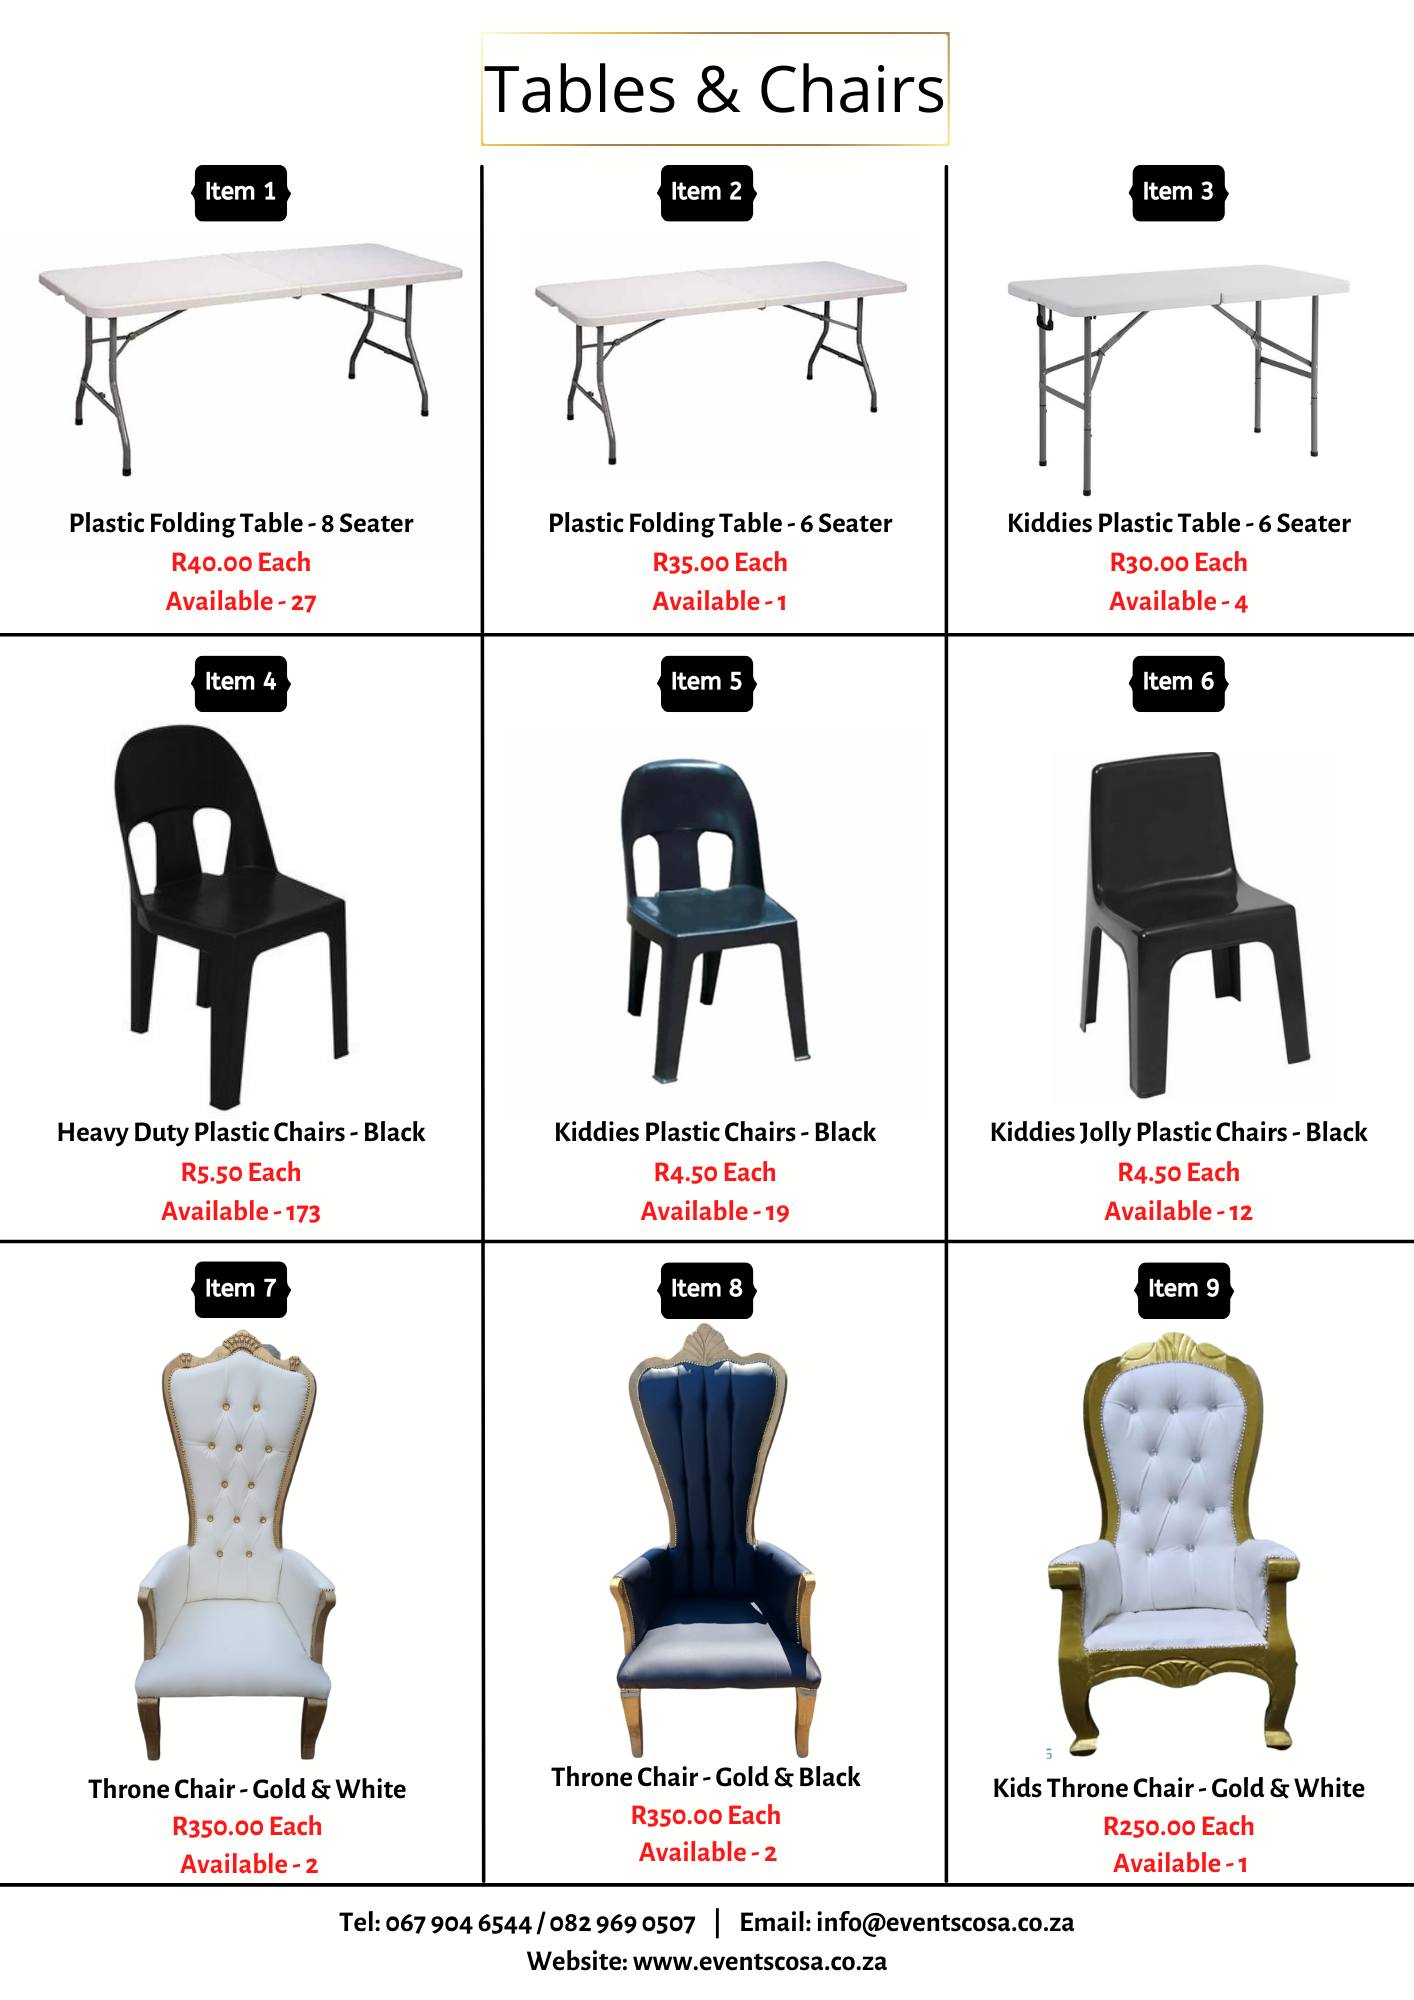 Tables & Chairs
Item 1
Plastic Folding Table - 8 Seater
R40.00 Each
Available - 27
Item 2
Plastic Folding Table - 6 Seater
R35.00 Each
Available - 1
Item 3
Kiddies Plastic Table - 6 Seater
R30.00 Each
Available - 4
Item 4
Heavy Duty Plastic Chairs - Black
R5.50 Each
Available - 173
Item 5
Kiddies Plastic Chairs - Black
R4.50 Each
Available - 19
Item 6
Kiddies Jolly Plastic Chairs - Black
R4.50 Each
Available - 12
Item 7
Throne Chair - Gold & White
R350.00 Each
Available - 2
Item 8
Throne Chair - Gold & Black
R350.00 Each
Available - 2
Item 9
5
Kids Throne Chair - Gold & White
R250.00 Each
Available - 1
Tel: 067 904 6544 / 082 969 0507 | Email: info@eventscosa.co.za
Website: www.eventscosa.co.za